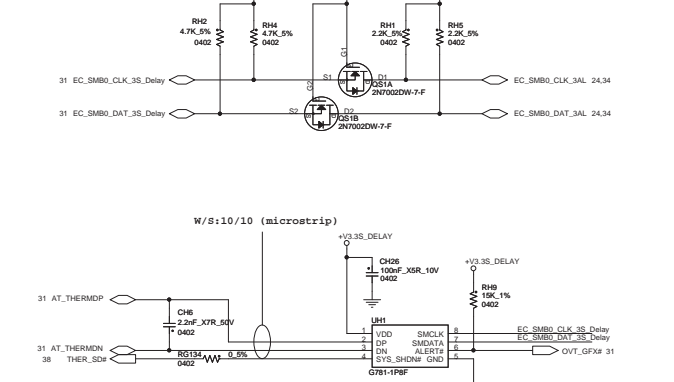 RH2
4.7K_5%
0402
RH4
4.7K_5%
0402
G1
RH1
2.2K_5%
0402
RH5
2.2K_5%
0402
31 EC_SMB0_CLK_3S_Delay
S1
D1
EC_SMB0_CLK_3AL 24,34
QS1A
2N7002DW-7-F
G2
31 EC_SMB0_DAT_3S_Delay
S2
D2
EC_SMB0_DAT_3AL 24,34
QS1B
2N7002DW-7-F
W/S:10/10 (microstrip)
+V3.3S_DELAY
CH26
100nF_X5R_10V
0402
+V3.3S_DELAY
RH9
15K_1%
0402
31 AT_THERMDP
CH6
2.2nF_X7R_50V
0402
UH1
1 VDD SMCLK 8 EC_SMB0_CLK_3S_Delay
2 DP SMDATA 7 EC_SMB0_DAT_3S_Delay
31 AT_THERMDN
3 DN ALERT# 6 OVT_GFX# 31
38 THER_SD#
RG134 0_5%
0402
4 SYS_SHDN# GND 5
G781-1P8F